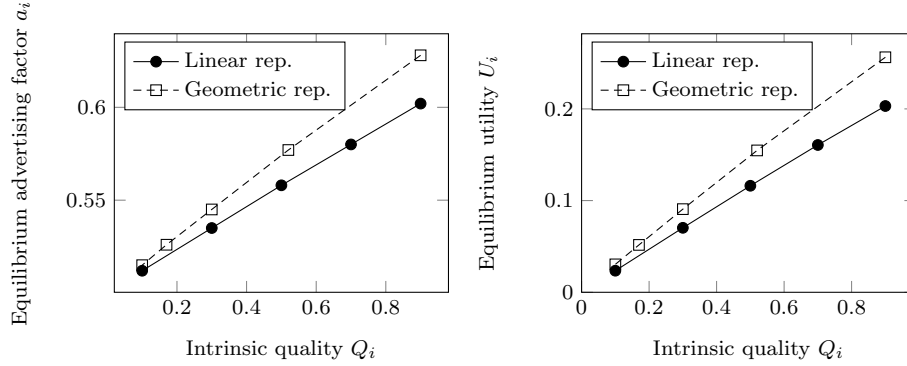 Equilibrium advertising factor a_i
Linear rep.
Geometric rep.
0.6
0.55
0.2 0.4 0.6 0.8
Intrinsic quality Q_i
Equilibrium utility U_i
Linear rep.
Geometric rep.
0.2
0.1
0
0 0.2 0.4 0.6 0.8
Intrinsic quality Q_i